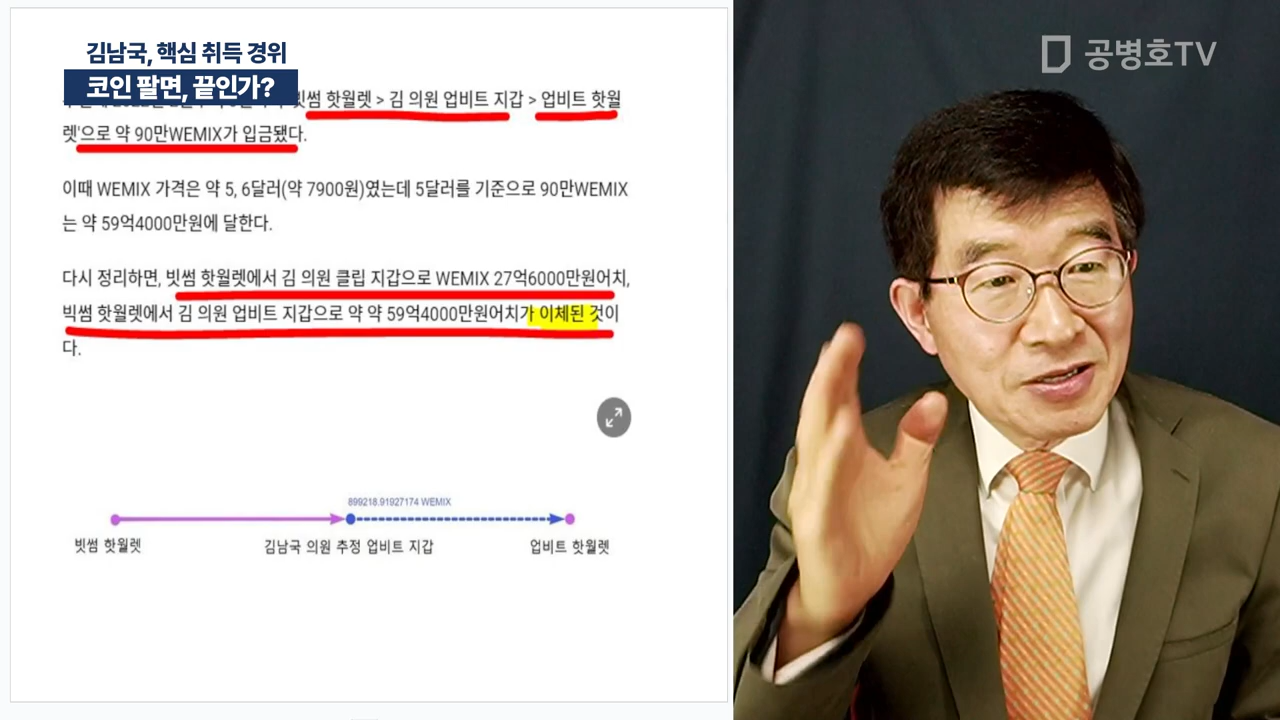 김남국, 핵심 취득 경위
코인 팔면, 끝인가?
공병호TV
빗썸 핫월렛 > 김 의원 업비트 지갑 > 업비트 핫월
렛'으로 약 90만WEMIX가 입금됐다.
이때 WEMIX 가격은 약 5, 6달러(약 7900원)였는데 5달러를 기준으로 90만WEMIX
는 약 59억4000만원에 달한다.
다시 정리하면, 빗썸 핫월렛에서 김 의원 클립 지갑으로 WEMIX 27억6000만원어치,
빅썸 핫월렛에서 김 의원 업비트 지갑으로 약 약 59억4000만원어치가 이체된 것이
다.
899218.91927174 WEMIX
빗썸 핫월렛
김남국 의원 추정 업비트 지갑
업비트 핫월렛